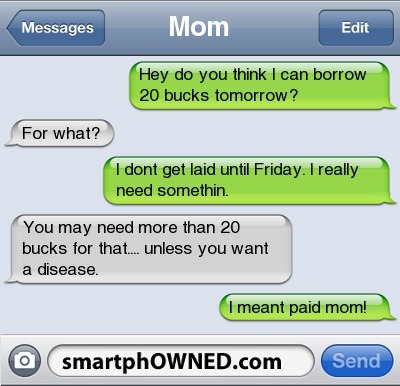 Messages
Mom
Edit
Hey do you think I can borrow
20 bucks tomorrow?
For what?
I dont get laid until Friday. I really
need somethin.
You may need more than 20
bucks for that.... unless you want
a disease.
I meant paid mom!
smartphOWNED.com
Send